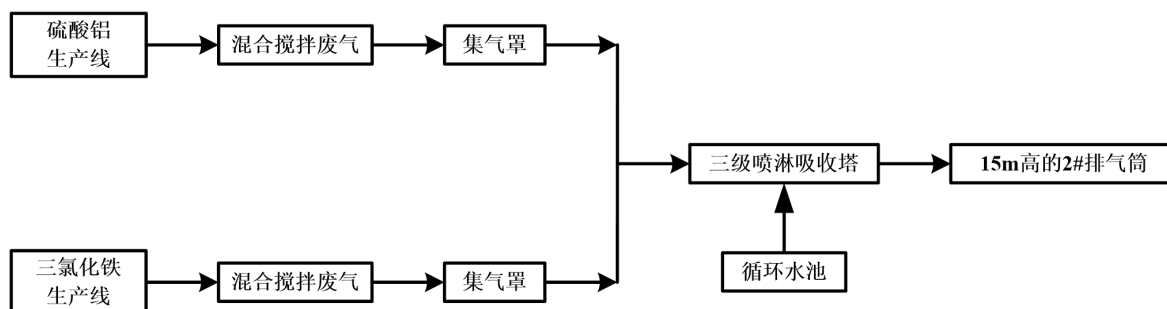 硫酸铝
生产线
混合搅拌废气
集气罩
三级喷淋吸收塔
15m高的2#排气筒
三氯化铁
生产线
混合搅拌废气
集气罩
循环水池